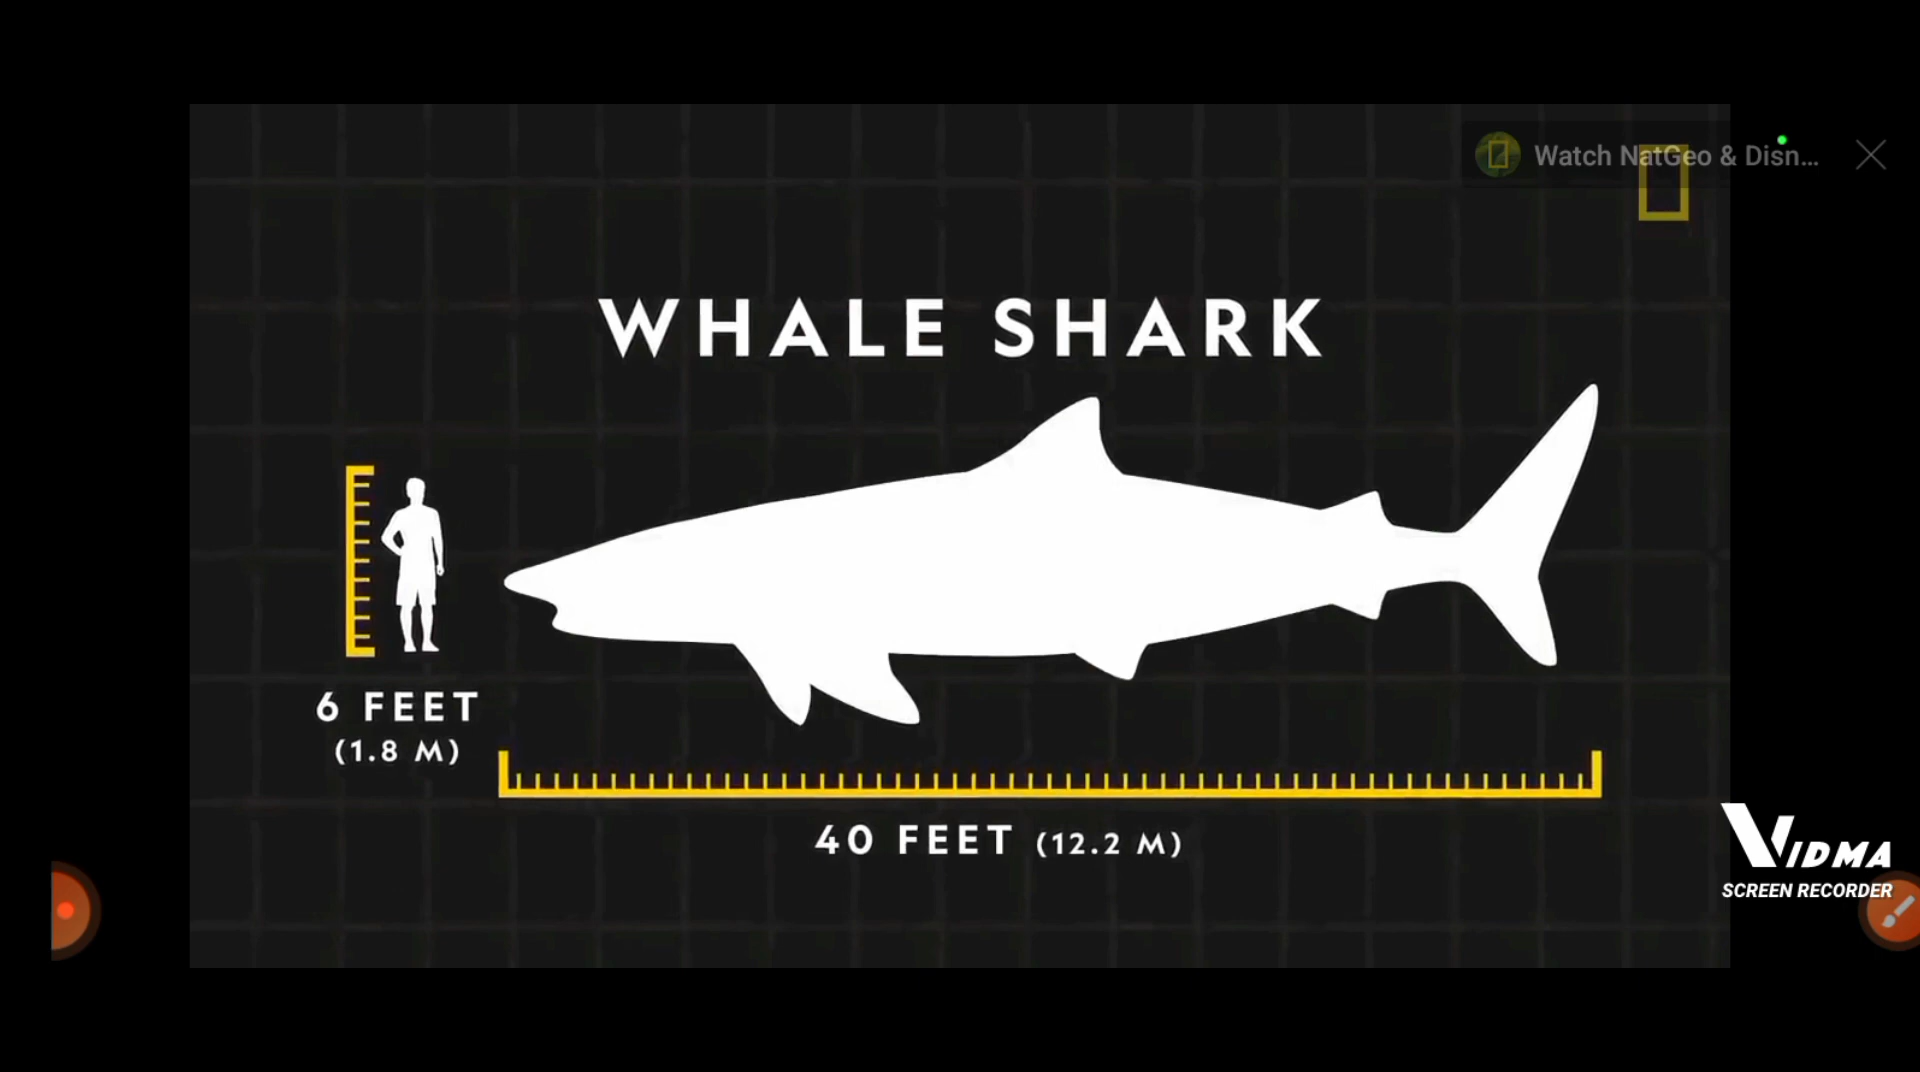 Watch NatGeo & Disn...
WHALE SHARK
6 FEET
(1.8 M)
40 FEET (12.2 M)
VIDMA
SCREEN RECORDER